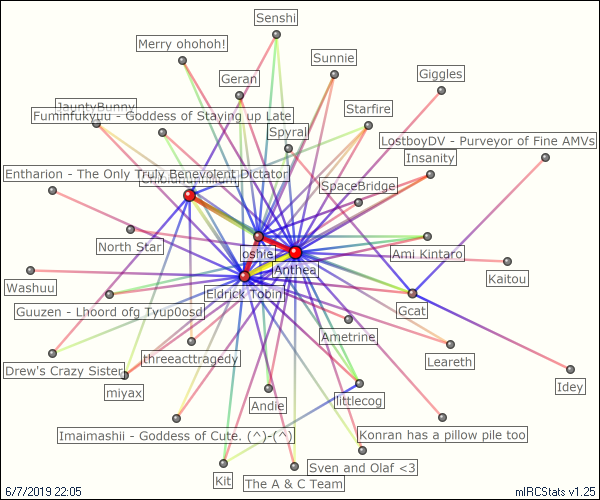 Senshi
Merry ohohoh!
Sunnie
Geran
Giggles
JauntyBunny
Fuminfukyuu - Goddess of Staying up Late
Starfire
Spyral
LostboyDV - Purveyor of Fine AMVs
Insanity
Entharion - The Only Truly Benevolent Dictator
SpaceBridge
North Star
oshie
Ami Kintaro
Anthea
Kaitou
Washuu
Eldrick Tobin
Gcat
Guuzen - Lhoord ofg Tyup0osd
Ametrine
threeacttragedy
Leareth
Drew's Crazy Sister
miyax
Idey
Andie
littlecog
Imaimashii - Goddess of Cute. (^)-(^)
Konran has a pillow pile too
Sven and Olaf <3
Kit
The A & C Team
6/7/2019 22:05
mIRCStats v1.25